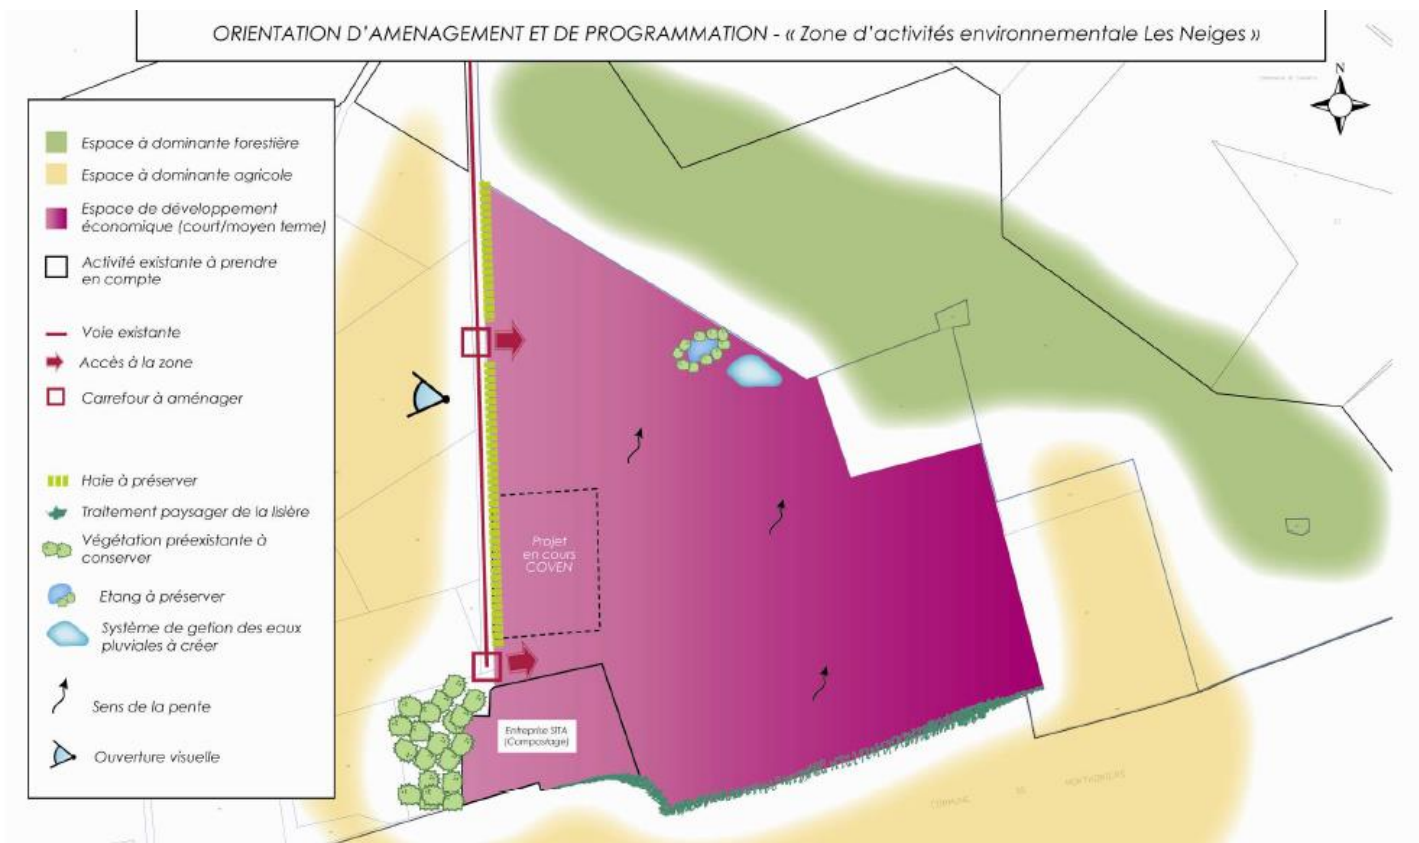 ORIENTATION D'AMENAGEMENT ET DE PROGRAMMATION - « Zone d'activités environnementale Les Neiges »
N
Espace à dominante forestière
Espace à dominante agricole
Espace de développement
économique (court/moyen terme)
Activité existante à prendre
en compte
Voie existante
Accès à la zone
Carrefour à aménager
Haie à préserver
Traitement paysager de la lisière
Végétation préexistante à
conserver
Etang à préserver
Système de getion des eaux
pluviales à créer
Sens de la pente
Ouverture visuelle
Projet
en cours
COVEN
Entreprise SITA
(Compostage)
COMMUNE DE